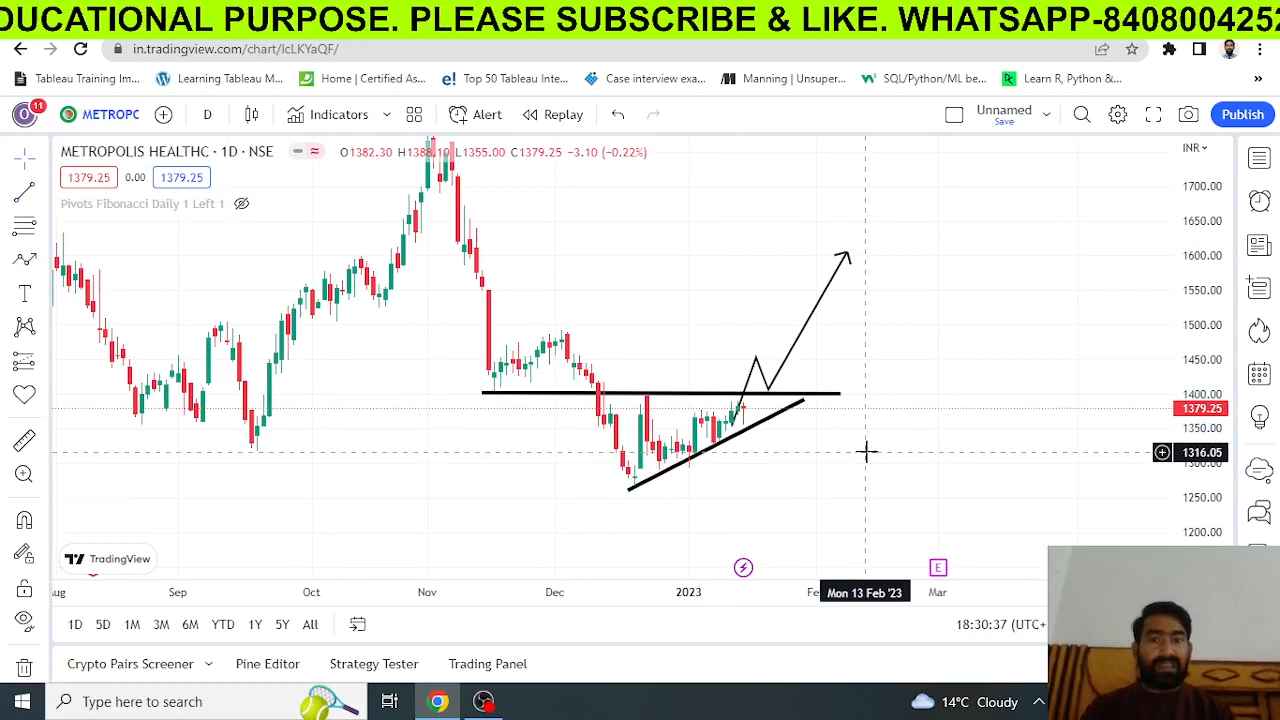 DUCATIONAL PURPOSE. PLEASE SUBSCRIBE & LIKE. WHATSAPP-8408004252
in.tradingview.com/chart/IcLKYaQF/
Tableau Training Im... Learning Tableau M... Home | Certified As... Top 50 Tableau Inte... Case interview exa... Manning | Unsuper... SQL/Python/ML be... Learn R, Python &... »
O 11 METROPC D Indicators Alert Replay Unnamed Save Publish
METROPOLIS HEALTHC · 1D · NSE O1382.30 H1388.10 L1355.00 C1379.25 −3.10 (−0.22%) INR
1379.25 0.00 1379.25
Pivots Fibonacci Daily 1 Left 1
1700.00
1650.00
1600.00
1550.00
1500.00
1450.00
1400.00
1379.25
1350.00
1316.05
1300.00
1250.00
1200.00
TradingView
E
ug Sep Oct Nov Dec 2023 Fe Mon 13 Feb '23 Mar
1D 5D 1M 3M 6M YTD 1Y 5Y All 18:30:37 (UTC+
Crypto Pairs Screener Pine Editor Strategy Tester Trading Panel
Type here to search 14°C Cloudy